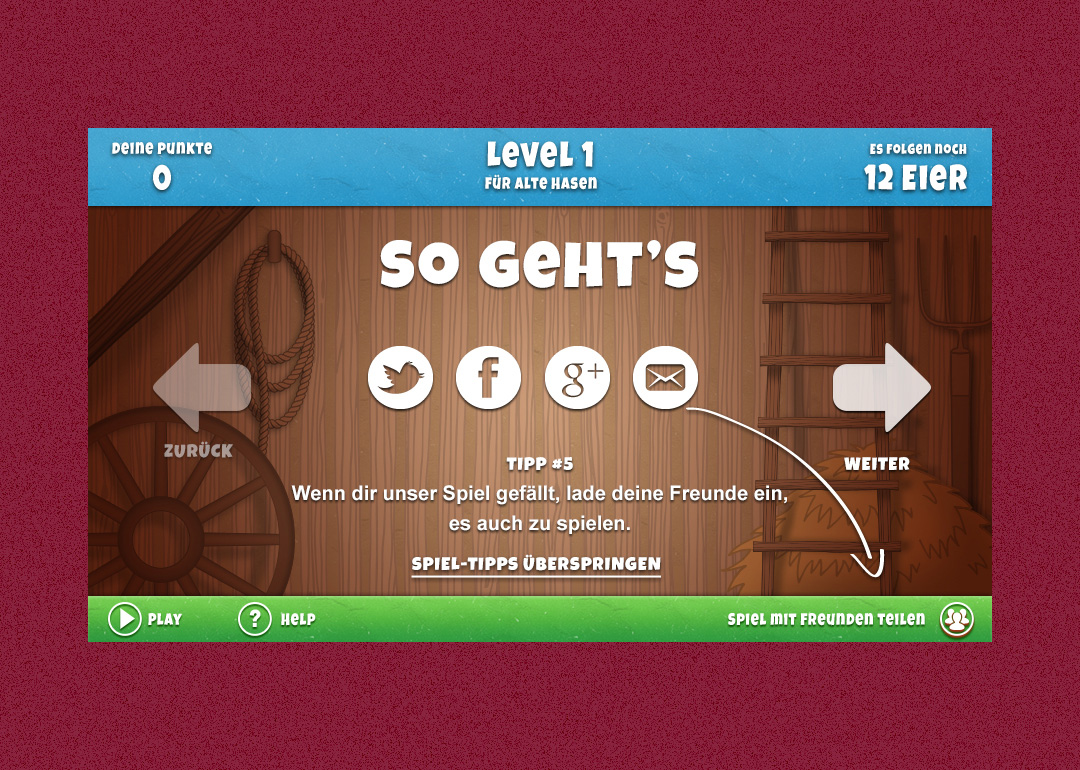 Deine Punkte
0
Level 1
für alte Hasen
Es folgen noch
12 Eier
So geht's
ZURÜCK
WEITER
TIPP #5
Wenn dir unser Spiel gefällt, lade deine Freunde ein,
es auch zu spielen.
SPIEL-TIPPS ÜBERSPRINGEN
PLAY
? HELP
Spiel mit Freunden teilen